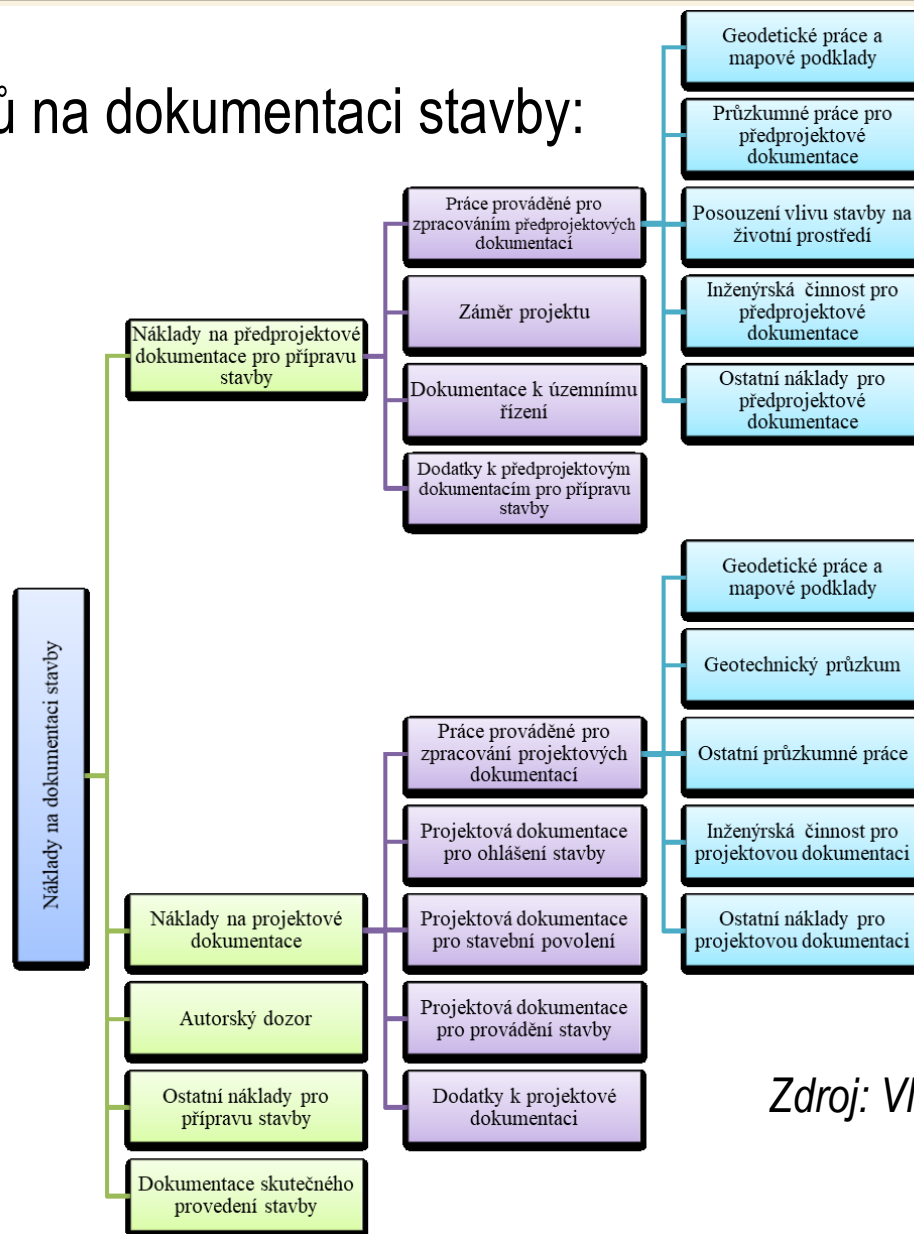 ů na dokumentaci stavby:
Náklady na dokumentaci stavby
Náklady na předprojektové
dokumentace pro přípravu
stavby
Práce prováděné pro
zpracováním předprojektových
dokumentací
Geodetické práce a
mapové podklady
Průzkumné práce pro
předprojektové
dokumentace
Posouzení vlivu stavby na
životní prostředí
Inženýrská činnost pro
předprojektové
dokumentace
Ostatní náklady pro
předprojektové
dokumentace
Záměr projektu
Dokumentace k územnímu
řízení
Dodatky k předprojektovým
dokumentacím pro přípravu
stavby
Náklady na projektové
dokumentace
Práce prováděné pro
zpracování projektových
dokumentací
Geodetické práce a
mapové podklady
Geotechnický průzkum
Ostatní průzkumné práce
Inženýrská činnost pro
projektovou dokumentaci
Ostatní náklady pro
projektovou dokumentaci
Projektová dokumentace
pro ohlášení stavby
Projektová dokumentace
pro stavební povolení
Projektová dokumentace
pro provádění stavby
Dodatky k projektové
dokumentaci
Autorský dozor
Ostatní náklady pro
přípravu stavby
Dokumentace skutečného
provedení stavby
Zdroj: